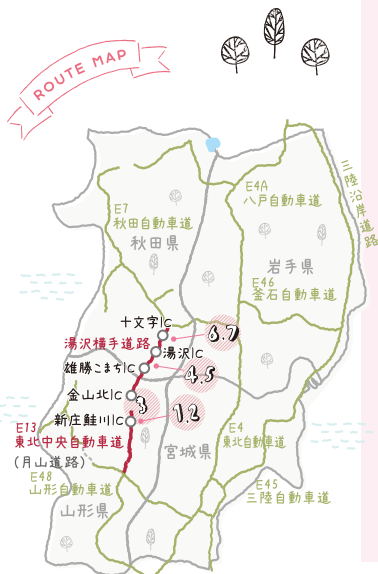 ROUTE MAP
三陸沿岸道路
E4A
八戸自動車道
E7
秋田自動車道
秋田県
岩手県
E46
釜石自動車道
十文字IC
6.7
湯沢横手道路
湯沢IC
雄勝こまちIC
4.5
金山北IC
3
1.2
新庄鮭川IC
E13
東北中央自動車道
E4
東北自動車道
宮城県
(月山道路)
E48
山形自動車道
E45
三陸自動車道
山形県